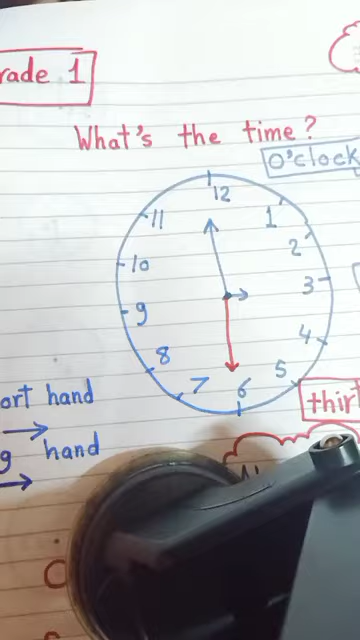 rade 1
What's the time?
O'clock
12
11
1
2
10
3
9
4
8
5
7
6
thir
ort hand
g hand